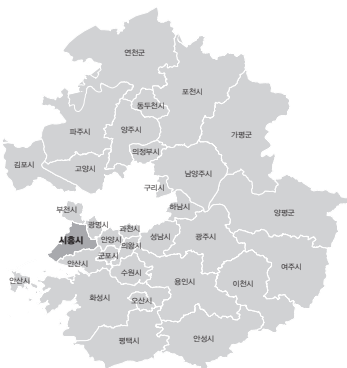 연천군
포천시
동두천시
파주시
양주시
가평군
의정부시
김포시
고양시
남양주시
구리시
하남시
부천시
양평군
광명시
과천시
시흥시
안양시
성남시
광주시
의왕시
군포시
안산시
여주시
수원시
안산시
용인시
이천시
화성시
오산시
평택시
안성시